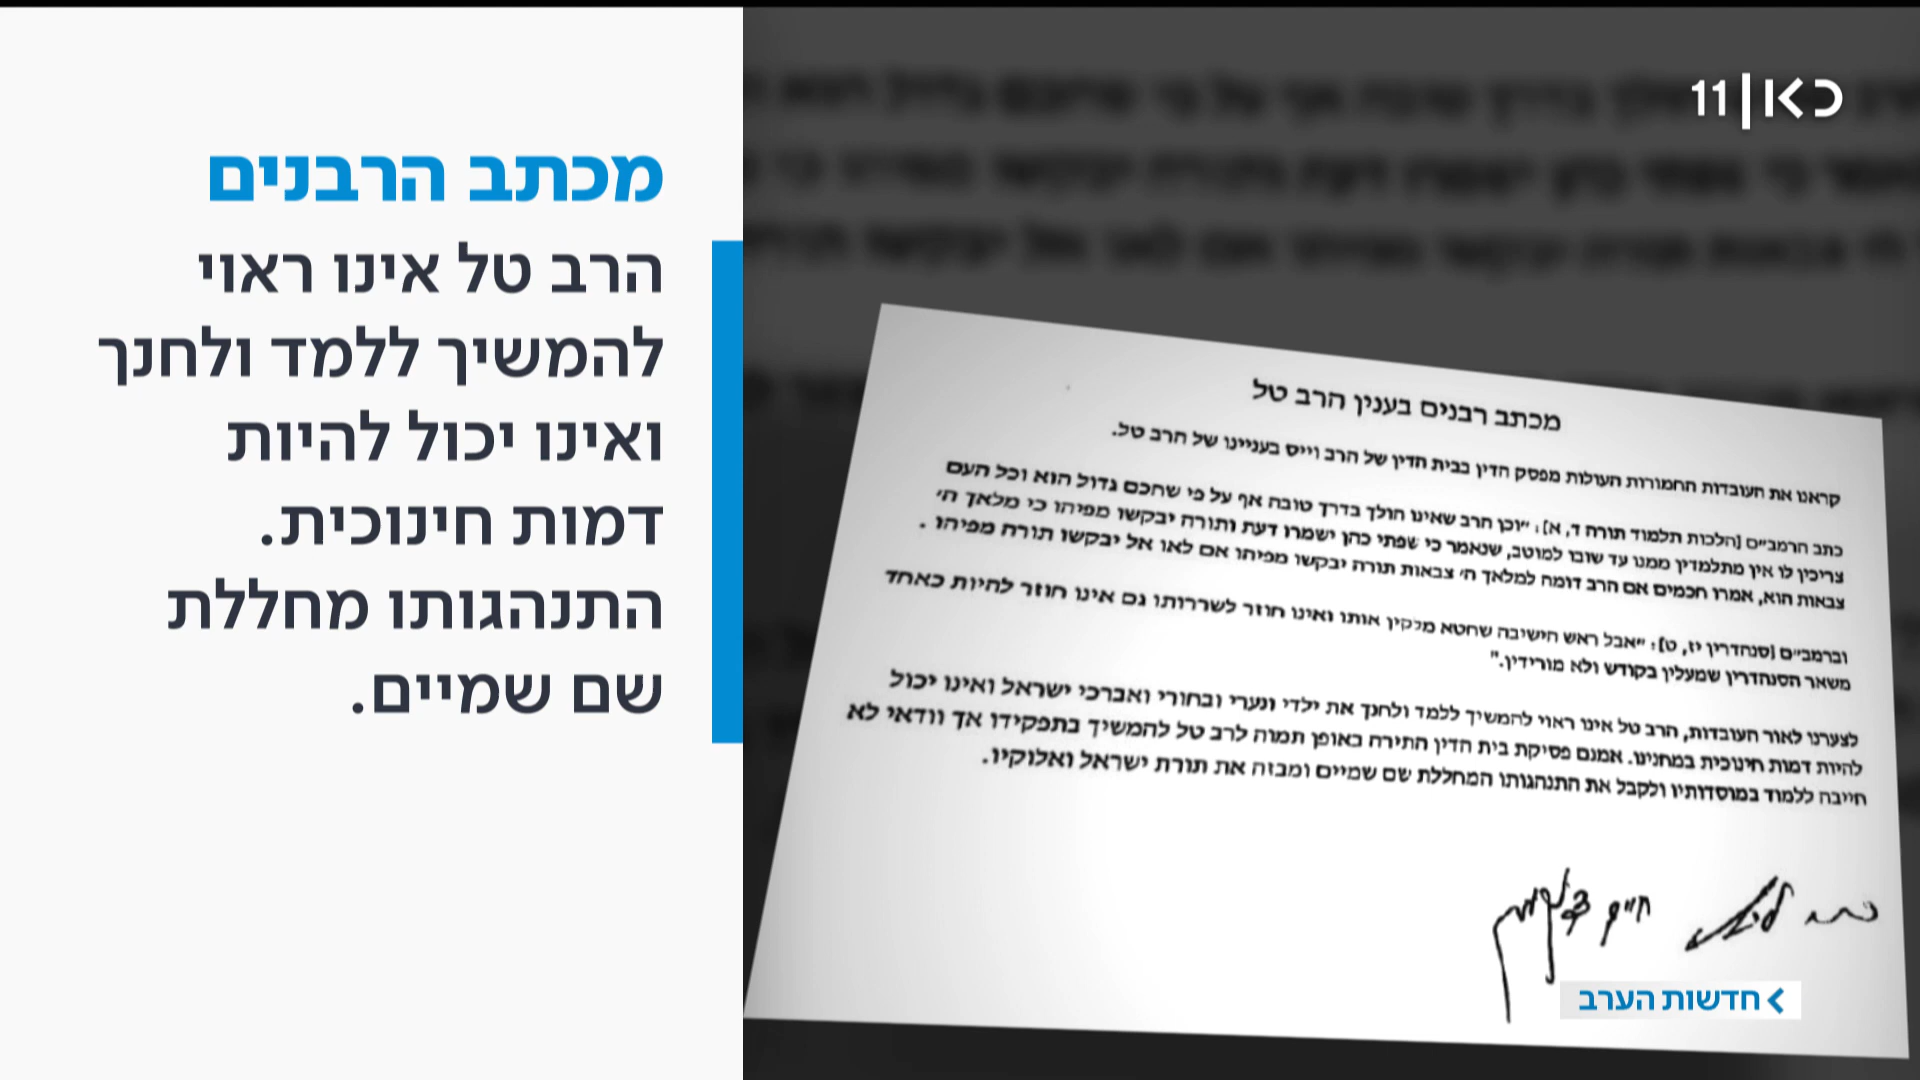 כאן 11
מכתב הרבנים
הרב טל אינו ראוי
להמשיך ללמד ולחנך
ואינו יכול להיות
דמות חינוכית.
התנהגותו מחללת
שם שמיים.
מכתב רבנים בענין הרב טל
קראנו את העובדות החמורות העולות מפסק הדין בבית הדין של הרב וייס בעניינו של הרב טל.
כתב הרמב״ם [הלכות תלמוד תורה ד, א]: ״וכן הרב שאינו הולך בדרך טובה אף על פי שחכם גדול הוא וכל העם
צריכין לו אין מתלמדין ממנו עד שובו למוטב, שנאמר כי שפתי כהן ישמרו דעת ותורה יבקשו מפיהו כי מלאך ה׳
צבאות הוא, אמרו חכמים אם הרב דומה למלאך ה׳ צבאות תורה יבקשו מפיהו אם לאו אל יבקשו תורה מפיהו .
וברמב״ם [סנהדרין יז, ט]: ״אבל ראש הישיבה שחטא מלקין אותו ואינו חוזר לשררותו גם אינו חוזר להיות כאחד
משאר הסנהדרין שמעלין בקודש ולא מורידין."
לצערנו לאור העובדות, הרב טל אינו ראוי להמשיך ללמד ולחנך את ילדי ונערי ובחורי ואברכי ישראל ואינו יכול
להיות דמות חינוכית במחנינו. אמנם פסיקת בית הדין התירה באופן תמוה לרב טל להמשיך בתפקידו אך וודאי לא
חייבה ללמוד במוסדותיו ולקבל את התנהגותו המחללת שם שמיים ומבזה את תורת ישראל ואלוקיו.
חדשות הערב